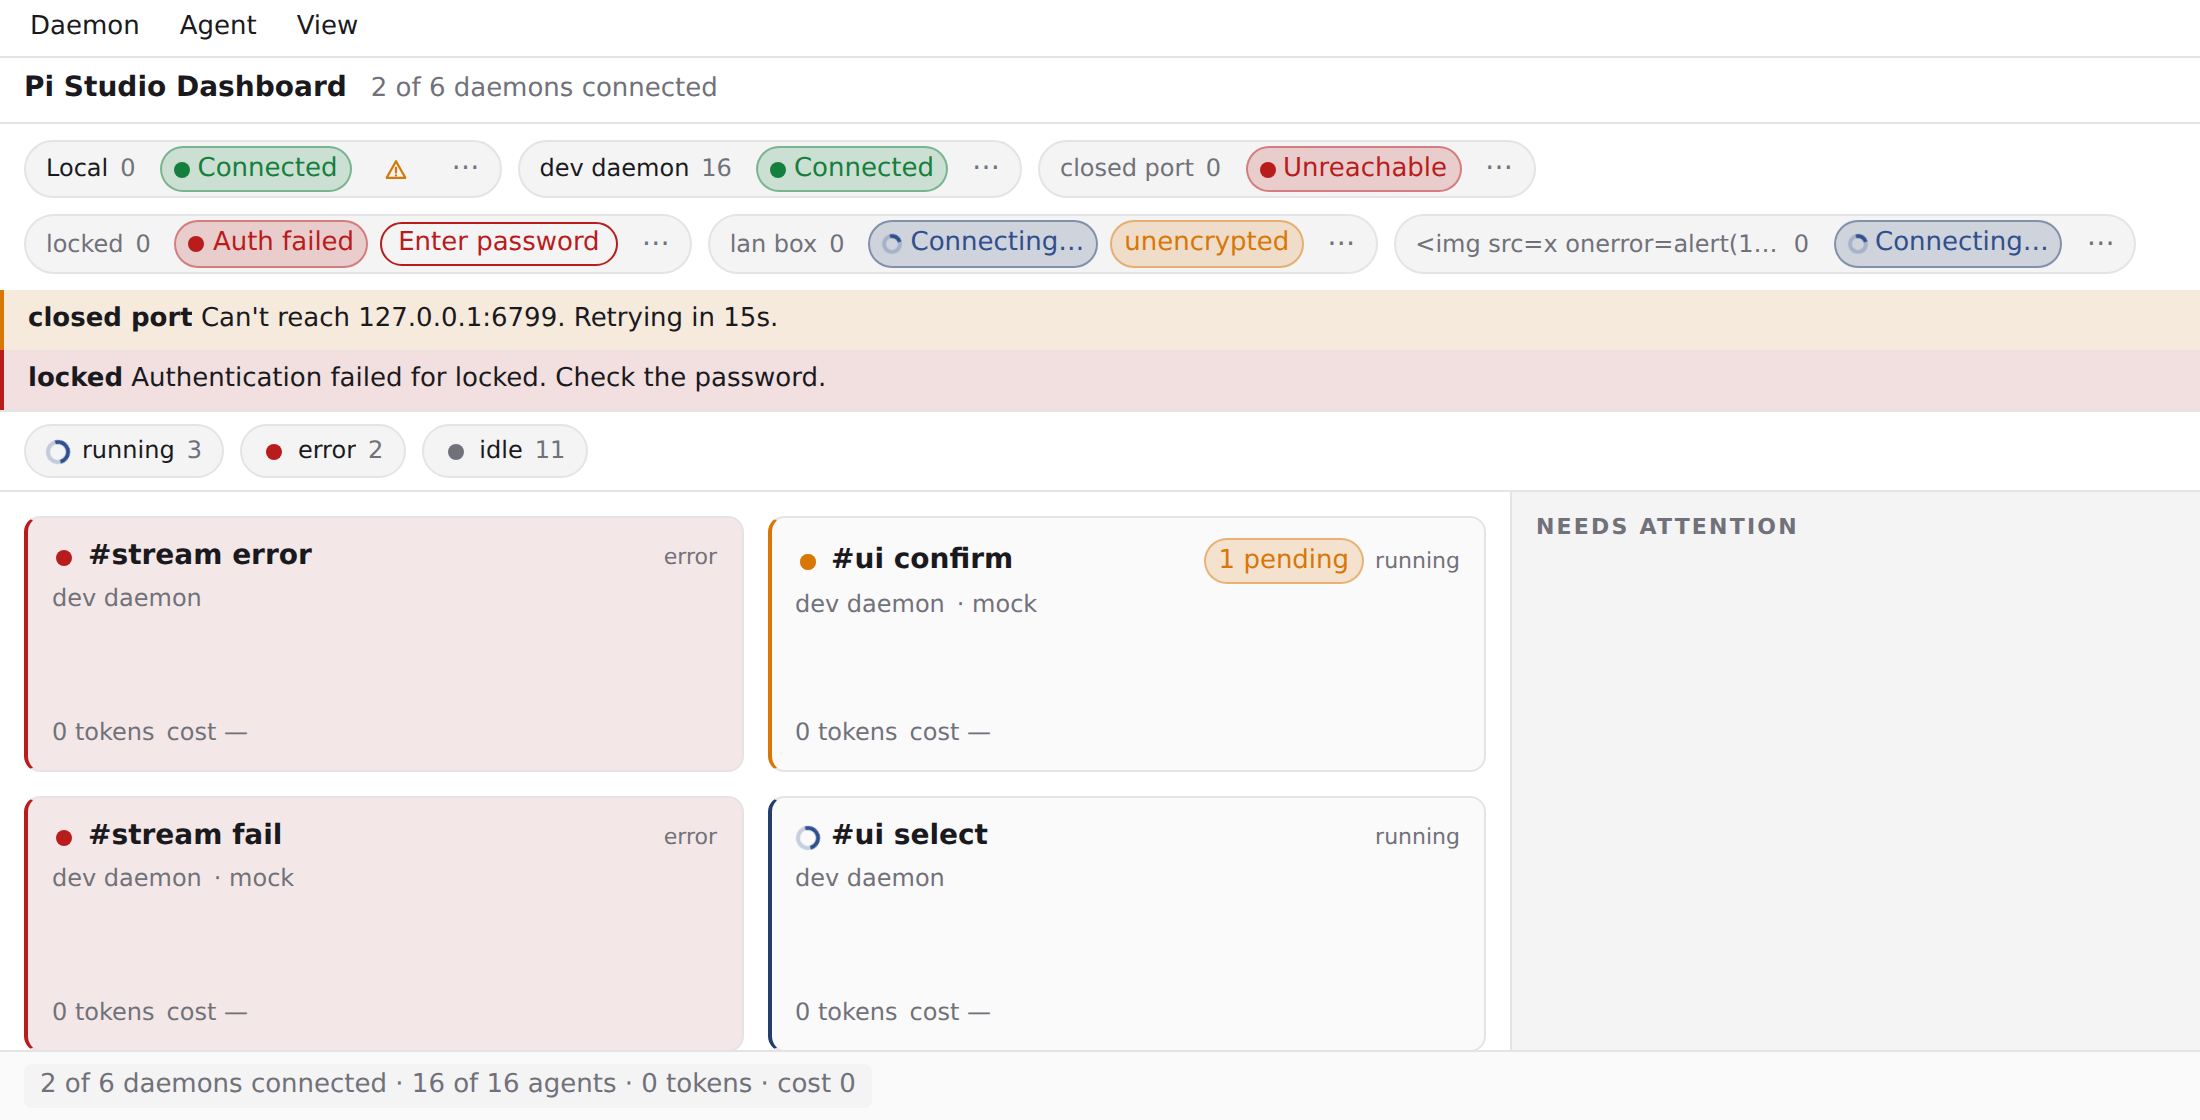 Daemon Agent View
Pi Studio Dashboard 2 of 6 daemons connected
Local 0 Connected ⚠ ··· dev daemon 16 Connected ··· closed port 0 Unreachable ···
locked 0 Auth failed Enter password ··· lan box 0 Connecting… unencrypted ··· <img src=x onerror=alert(1… 0 Connecting… ···
closed port Can't reach 127.0.0.1:6799. Retrying in 15s.
locked Authentication failed for locked. Check the password.
running 3 error 2 idle 11
#stream error error
dev daemon
0 tokens cost —
#ui confirm 1 pending running
dev daemon · mock
0 tokens cost —
NEEDS ATTENTION
#stream fail error
dev daemon · mock
0 tokens cost —
#ui select running
dev daemon
0 tokens cost —
2 of 6 daemons connected · 16 of 16 agents · 0 tokens · cost 0